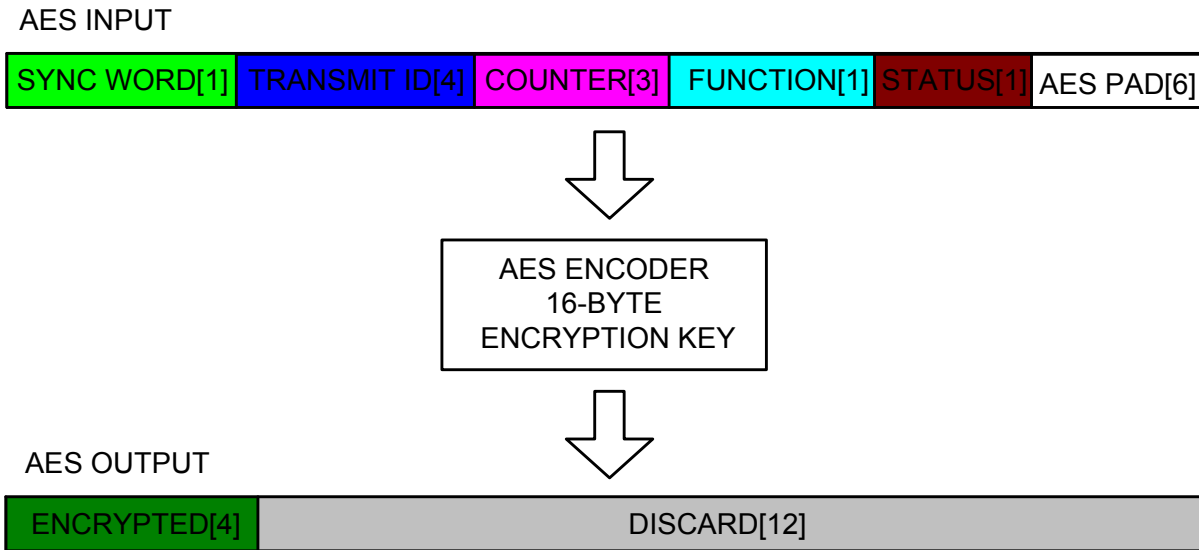 AES INPUT
SYNC WORD[1] TRANSMIT ID[4] COUNTER[3] FUNCTION[1] STATUS[1] AES PAD[6]
AES ENCODER
16-BYTE
ENCRYPTION KEY
AES OUTPUT
ENCRYPTED[4] DISCARD[12]